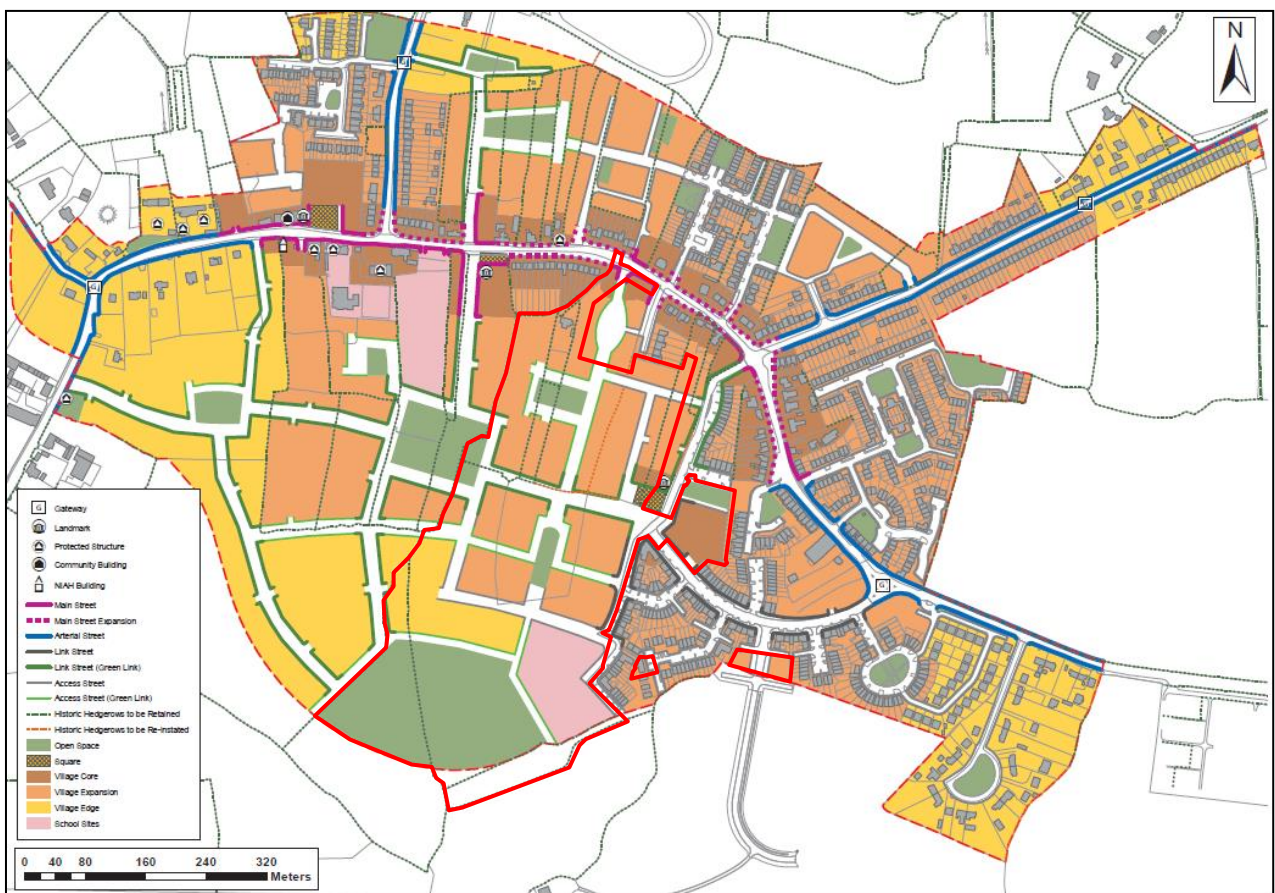 N
G
G
G
G
G
Gateway
Landmark
Protected Structure
Community Building
NIAH Building
Main Street
Main Street Expansion
Arterial Street
Link Street
Link Street (Green Link)
Access Street
Access Street (Green Link)
Historic Hedgerows to be Retained
Historic Hedgerows to be Re-instated
Open Space
Square
Village Core
Village Expansion
Village Edge
School Sites
0 40 80 160 240 320
Meters